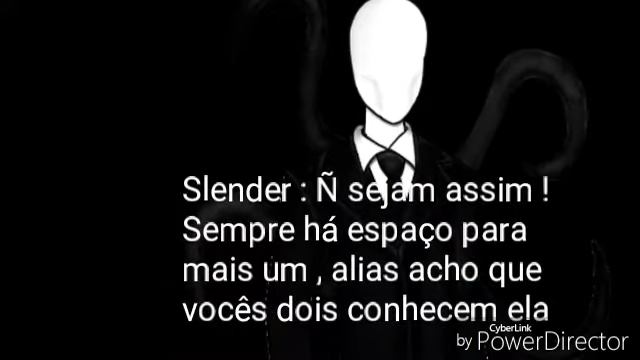 Slender : Ñ sejam assim !
Sempre há espaço para
mais um , alias acho que
vocês dois conhecem ela
CyberLink
by PowerDirector